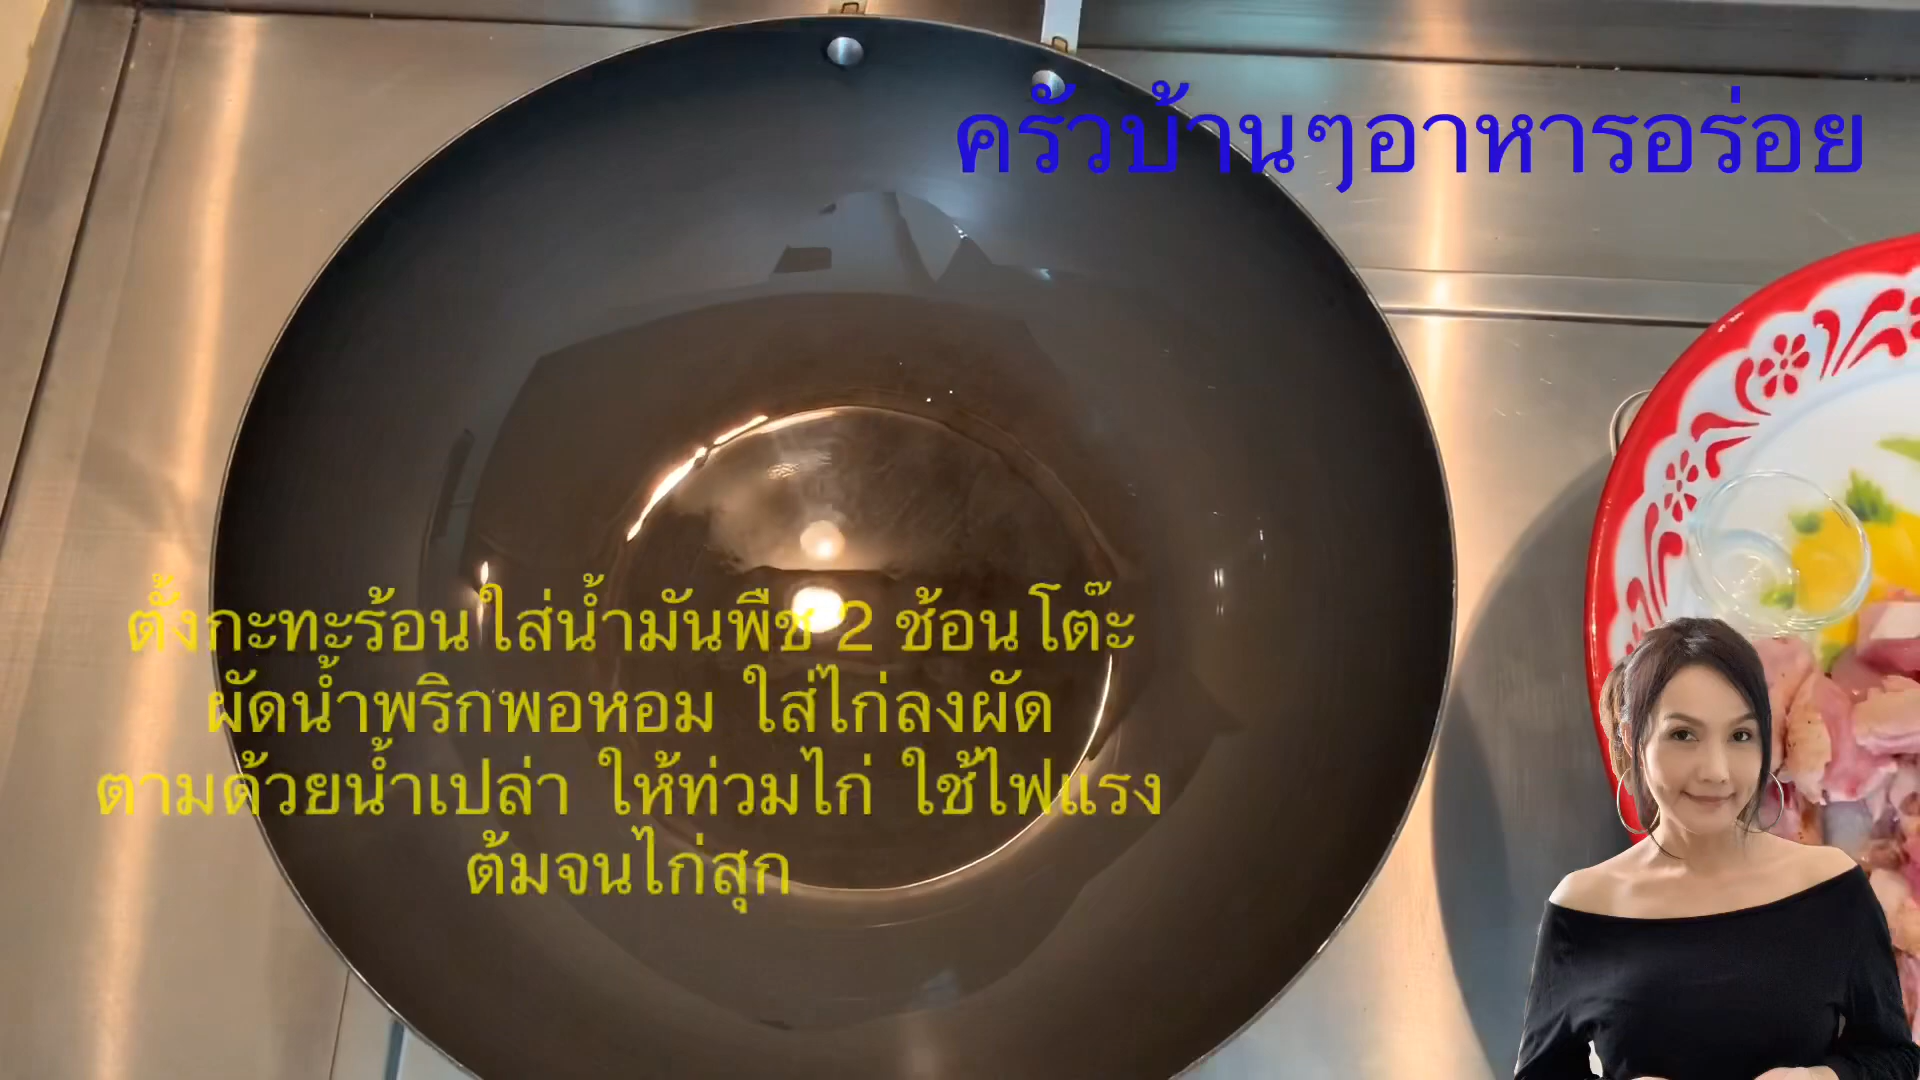 ครัวบ้านๆอาหารอร่อย
ตั้งกะทะร้อนใส่น้ำมันพืช 2 ช้อนโต๊ะ
ผัดน้ำพริกพอหอม ใส่ไก่ลงผัด
ตามด้วยน้ำเปล่า ให้ท่วมไก่ ใช้ไฟแรง
ต้มจนไก่สุก